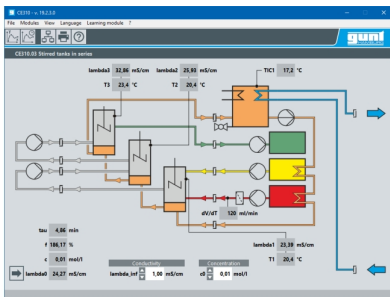 CE310 - v. 18.2.3.0
File Modules View Language Learning module ?
gunt
CE310.03 Stirred tanks in series
lambda3 32,86 mS/cm lambda2 25,93 mS/cm TIC1 17,2 °C
T3 23,4 °C T2 20,4 °C
dV/dT 120 ml/min
tau 4,86 min
f 106,17 %
c 0,01 mol/l
lambda0 24,27 mS/cm
Conductivity
lambda_inf 1,00 mS/cm
Concentration
c0 0,01 mol/l
lambda1 23,39 mS/cm
T1 20,4 °C